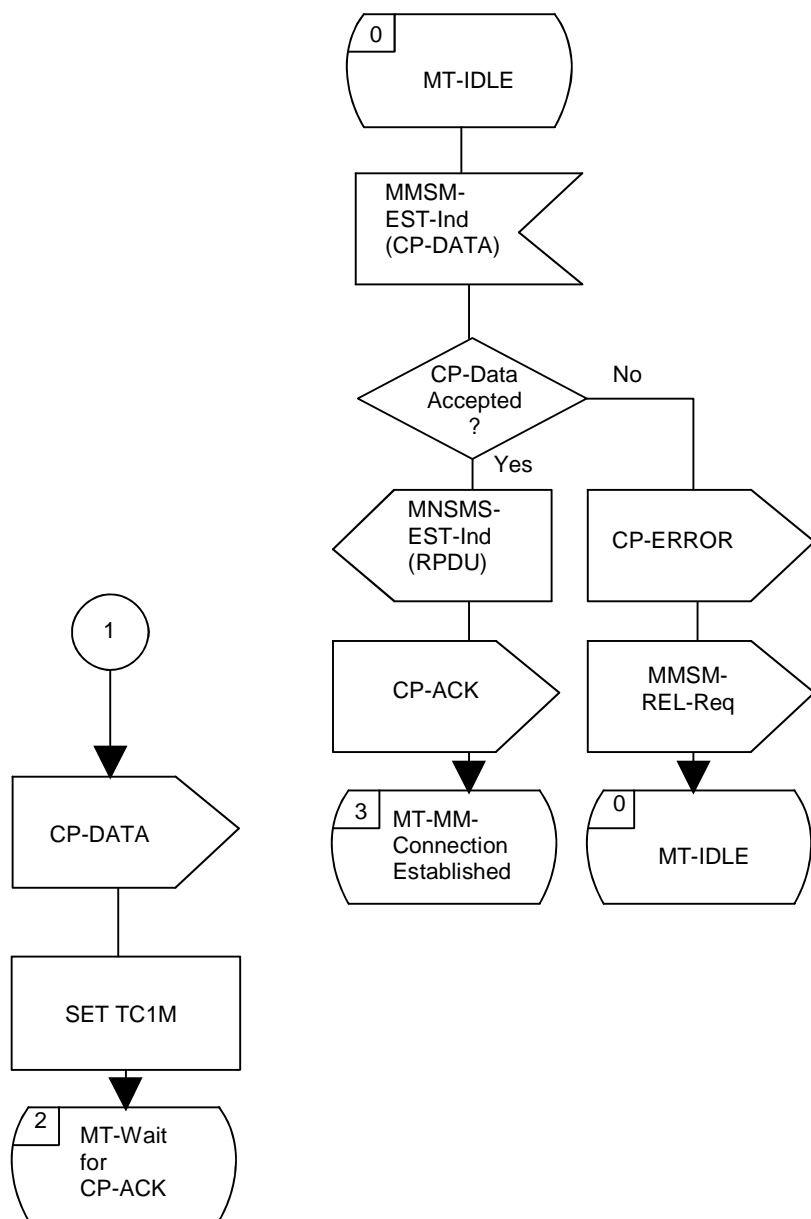 0
MT-IDLE
MMSM-
EST-Ind
(CP-DATA)
CP-Data
Accepted
?
No
Yes
MNSMS-
EST-Ind
(RPDU)
CP-ERROR
CP-ACK
MMSM-
REL-Req
3
MT-MM-
Connection
Established
0
MT-IDLE
1
CP-DATA
SET TC1M
2
MT-Wait
for
CP-ACK